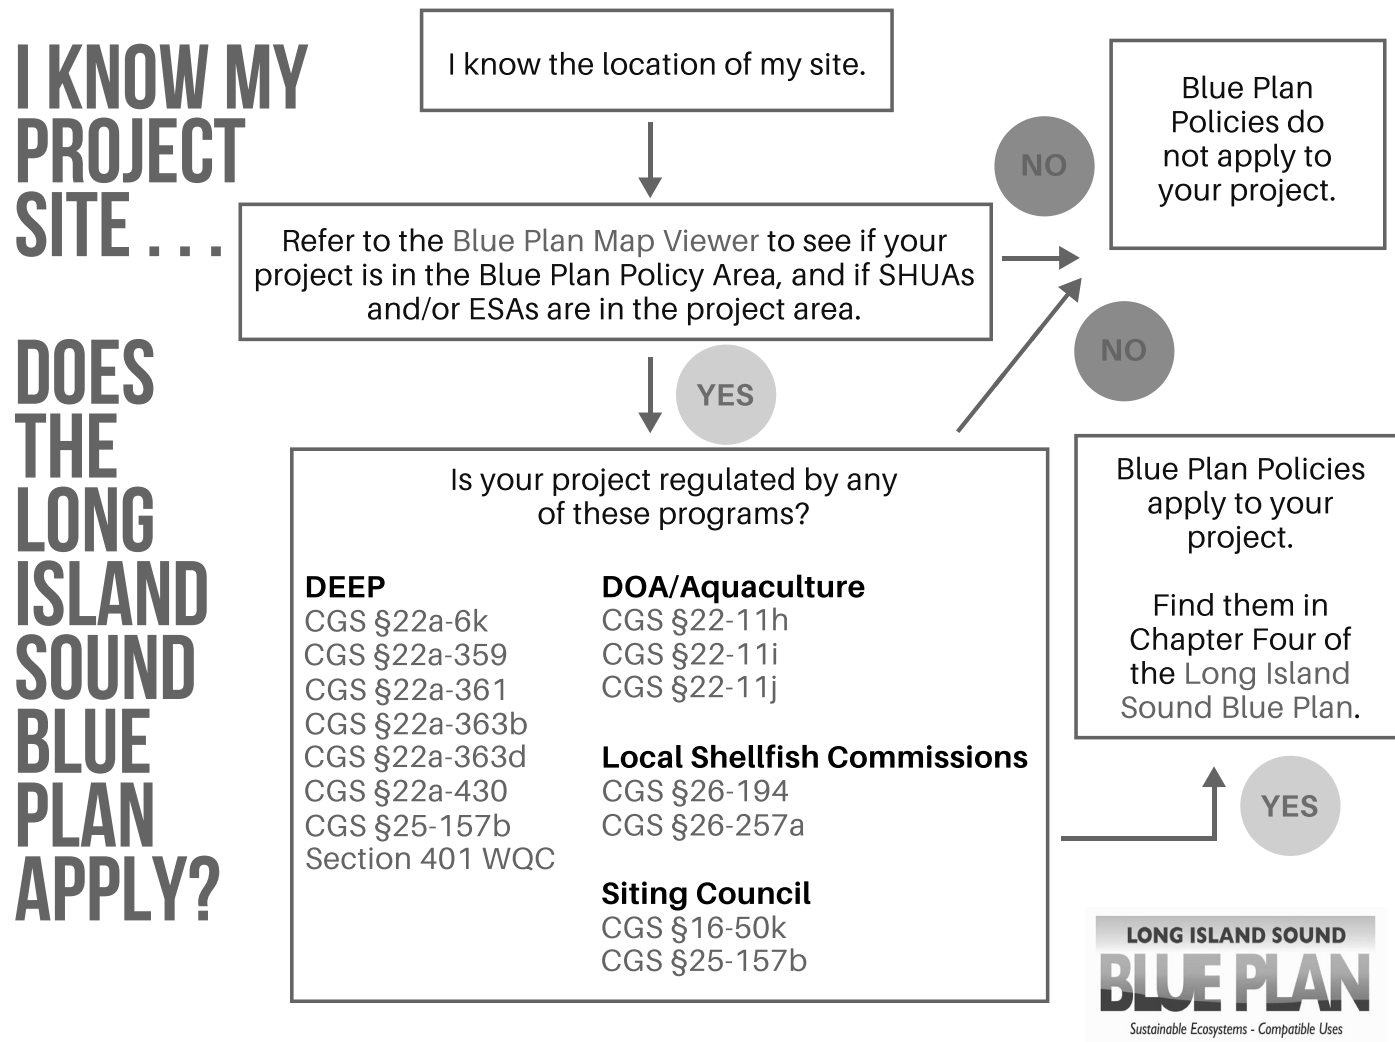 I KNOW MY
PROJECT
SITE . . .
DOES
THE
LONG
ISLAND
SOUND
BLUE
PLAN
APPLY?
I know the location of my site.
Refer to the Blue Plan Map Viewer to see if your
project is in the Blue Plan Policy Area, and if SHUAs
and/or ESAs are in the project area.
NO
Blue Plan
Policies do
not apply to
your project.
YES
NO
Is your project regulated by any
of these programs?
DEEP
CGS §22a-6k
CGS §22a-359
CGS §22a-361
CGS §22a-363b
CGS §22a-363d
CGS §22a-430
CGS §25-157b
Section 401 WQC
DOA/Aquaculture
CGS §22-11h
CGS §22-11i
CGS §22-11j
Local Shellfish Commissions
CGS §26-194
CGS §26-257a
Siting Council
CGS §16-50k
CGS §25-157b
Blue Plan Policies
apply to your
project.
Find them in
Chapter Four of
the Long Island
Sound Blue Plan.
YES
LONG ISLAND SOUND
BLUE PLAN
Sustainable Ecosystems - Compatible Uses